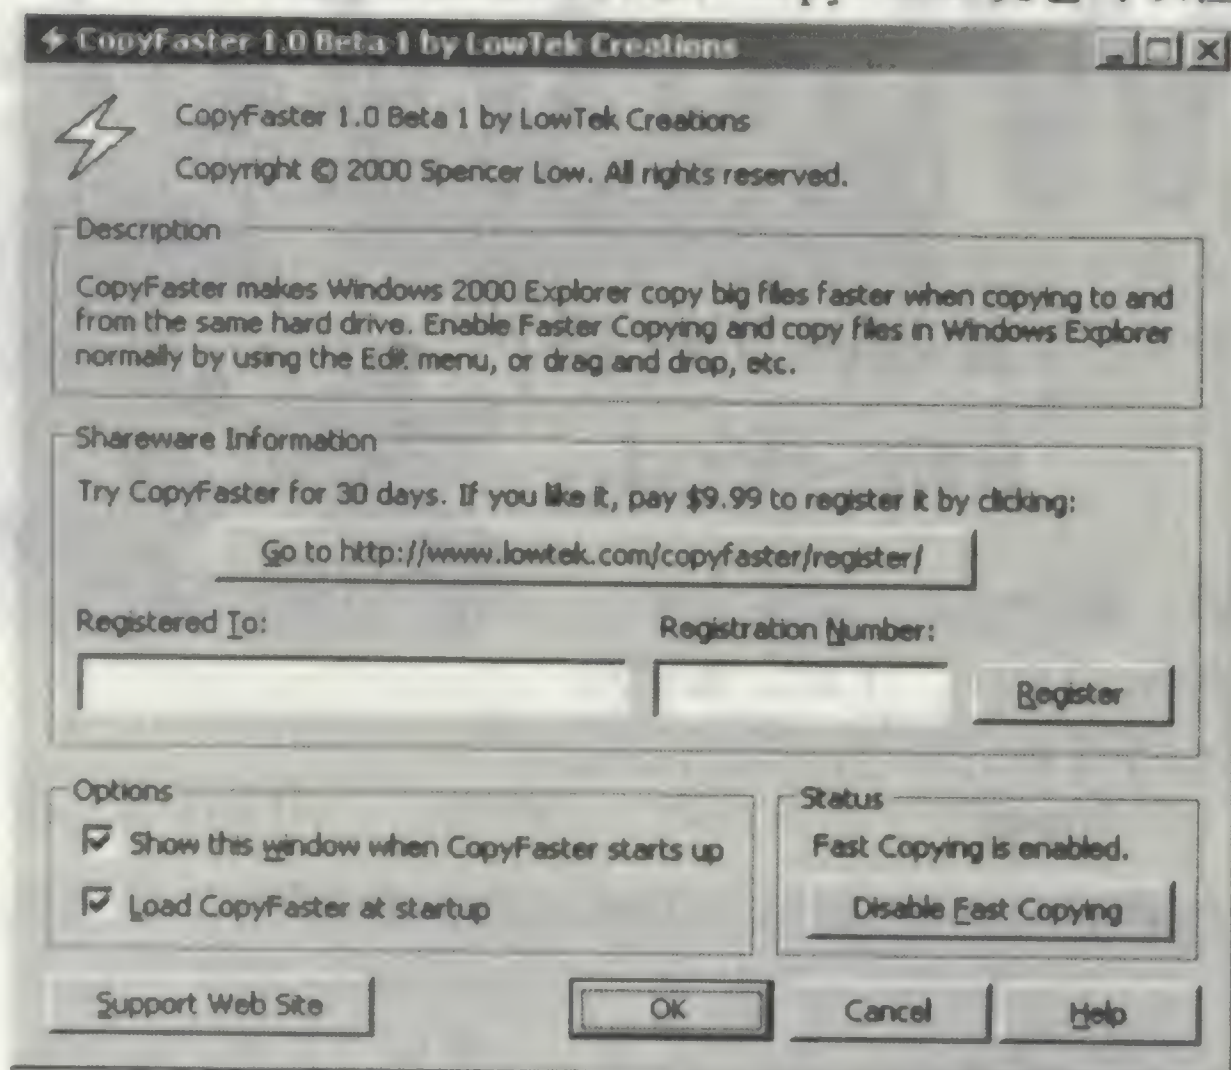 CopyFaster 1.0 Beta 1 by LowTek Creations
CopyFaster 1.0 Beta 1 by LowTek Creations
Copyright © 2000 Spencer Low. All rights reserved.
Description
CopyFaster makes Windows 2000 Explorer copy big files faster when copying to and
from the same hard drive. Enable Faster Copying and copy files in Windows Explorer
normally by using the Edit menu, or drag and drop, etc.
Shareware Information
Try CopyFaster for 30 days. If you like it, pay $9.99 to register it by clicking:
Go to http://www.lowtek.com/copyfaster/register/
Registered To:
Registration Number:
Register
Options
Show this window when CopyFaster starts up
Load CopyFaster at startup
Status
Fast Copying is enabled.
Disable Fast Copying
Support Web Site
OK
Cancel
Help